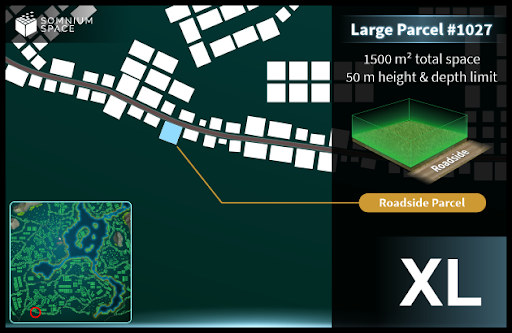 SOMNIUM
SPACE
Large Parcel #1027
1500 m² total space
50 m height & depth limit
Roadside
Roadside Parcel
XL